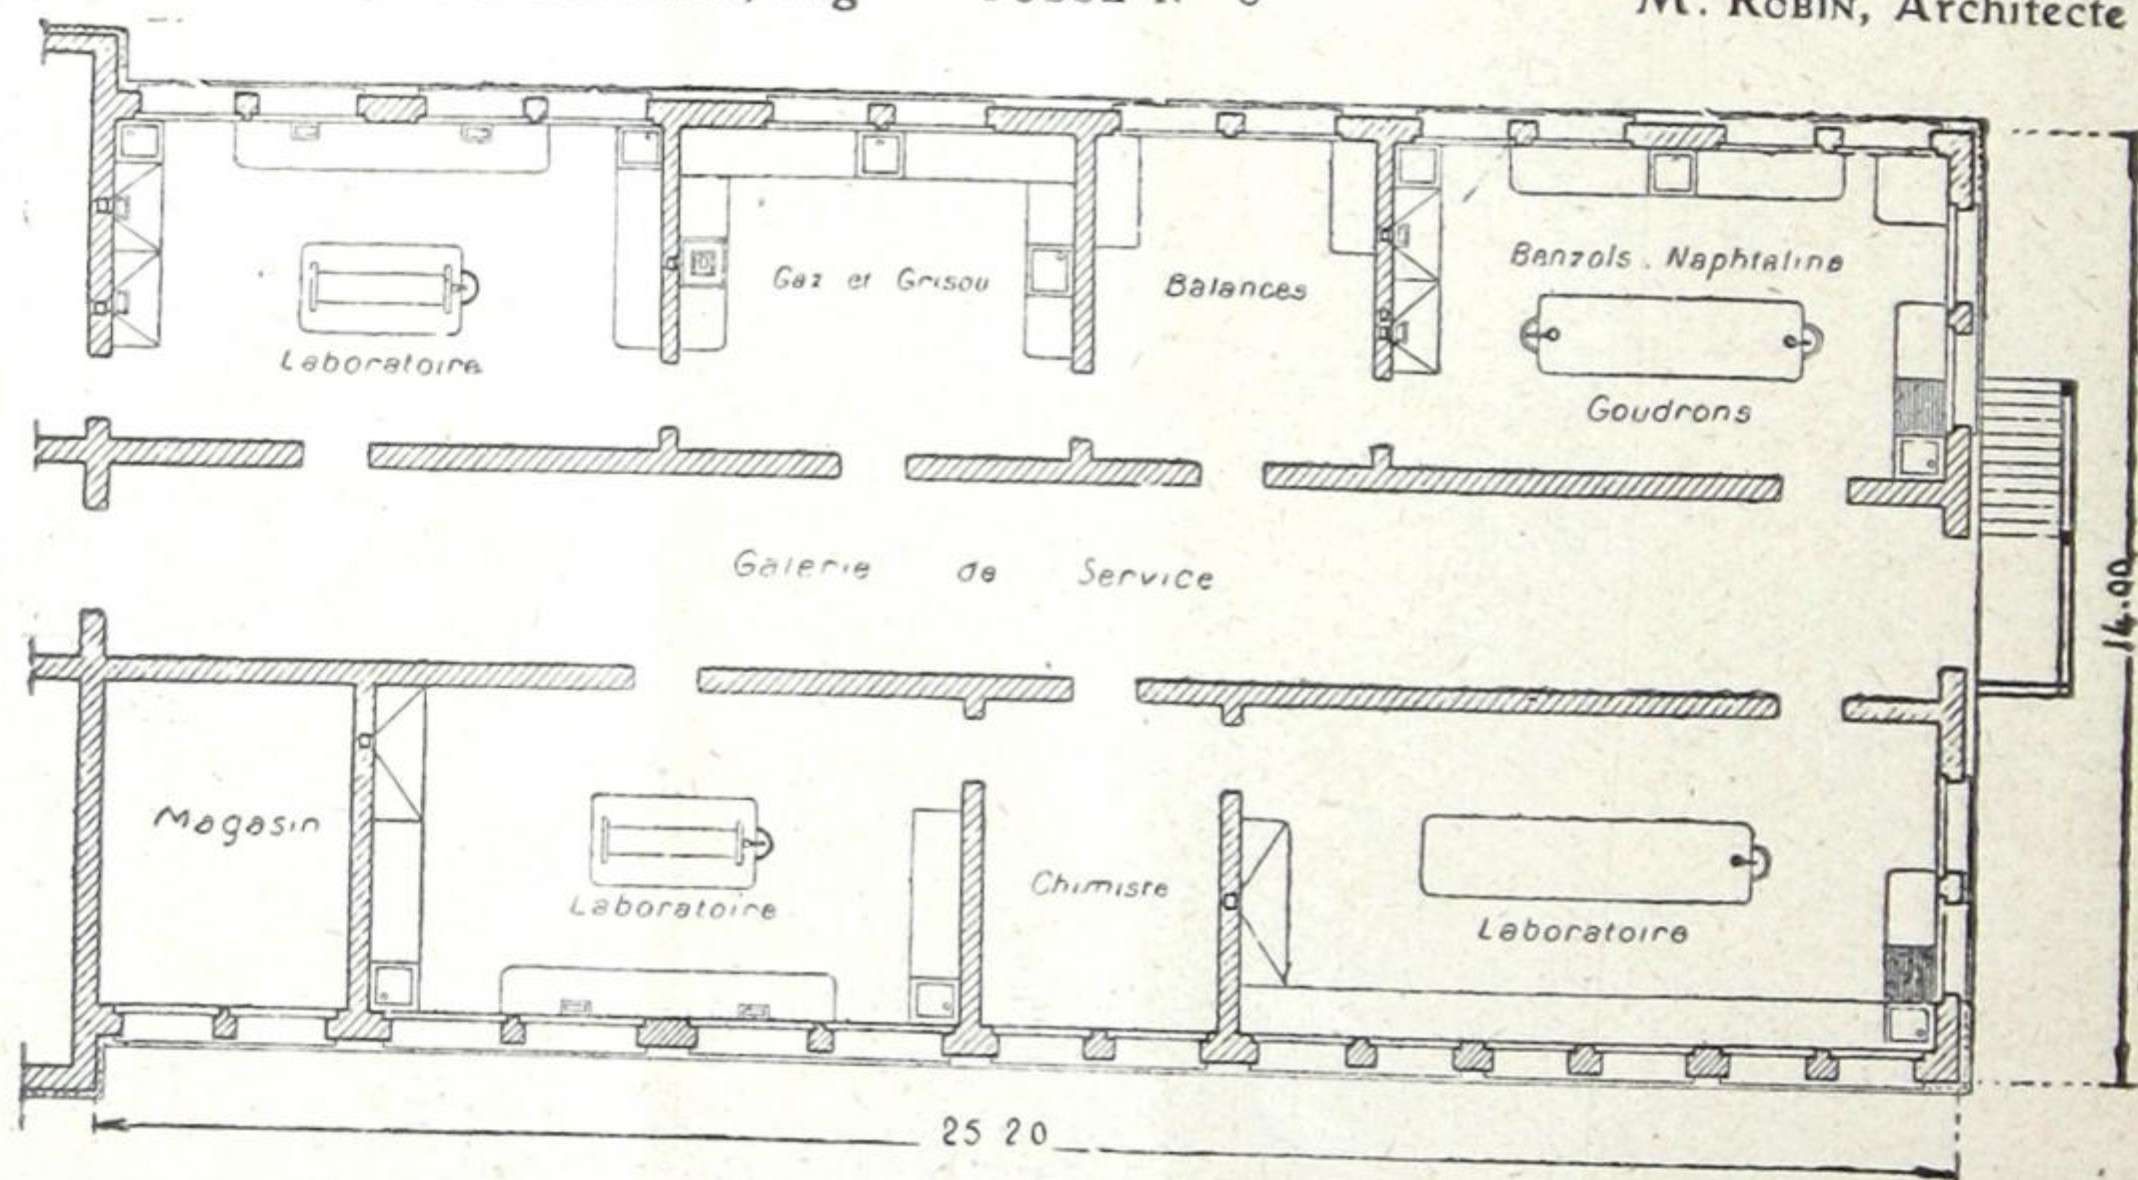 M. ROBIN, Architecte
Gaz et Grisou
Balances
Benzols. Naphtaline
Laboratoire
Goudrons
Galerie de Service
14.00
Magasin
Laboratoire
Chimiste
Laboratoire
25 20